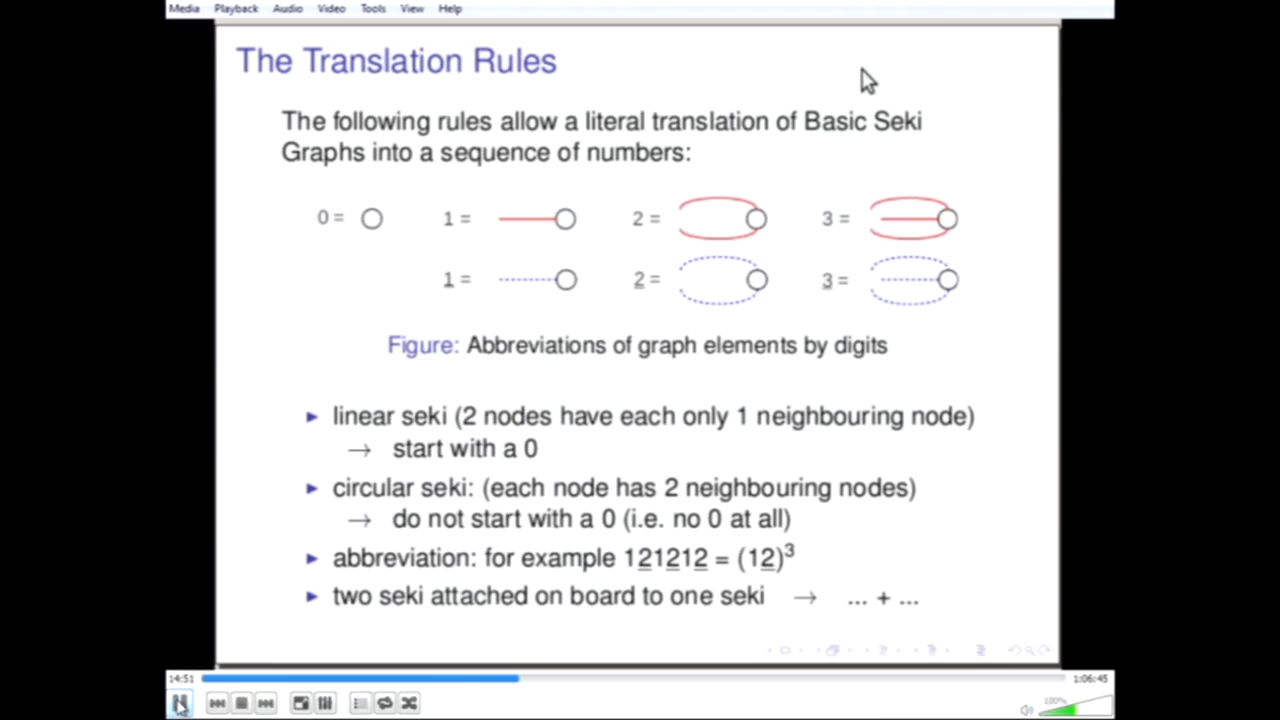 Media Playback Audio Video Tools View Help
The Translation Rules
The following rules allow a literal translation of Basic Seki
Graphs into a sequence of numbers:
0 = 1 = 2 = 3 =
1̲ = 2̲ = 3̲ =
Figure: Abbreviations of graph elements by digits
► linear seki (2 nodes have each only 1 neighbouring node)
→ start with a 0
► circular seki: (each node has 2 neighbouring nodes)
→ do not start with a 0 (i.e. no 0 at all)
► abbreviation: for example 12̲12̲12̲ = (12̲)³
► two seki attached on board to one seki → ... + ...
14:51 1:06:45
100%